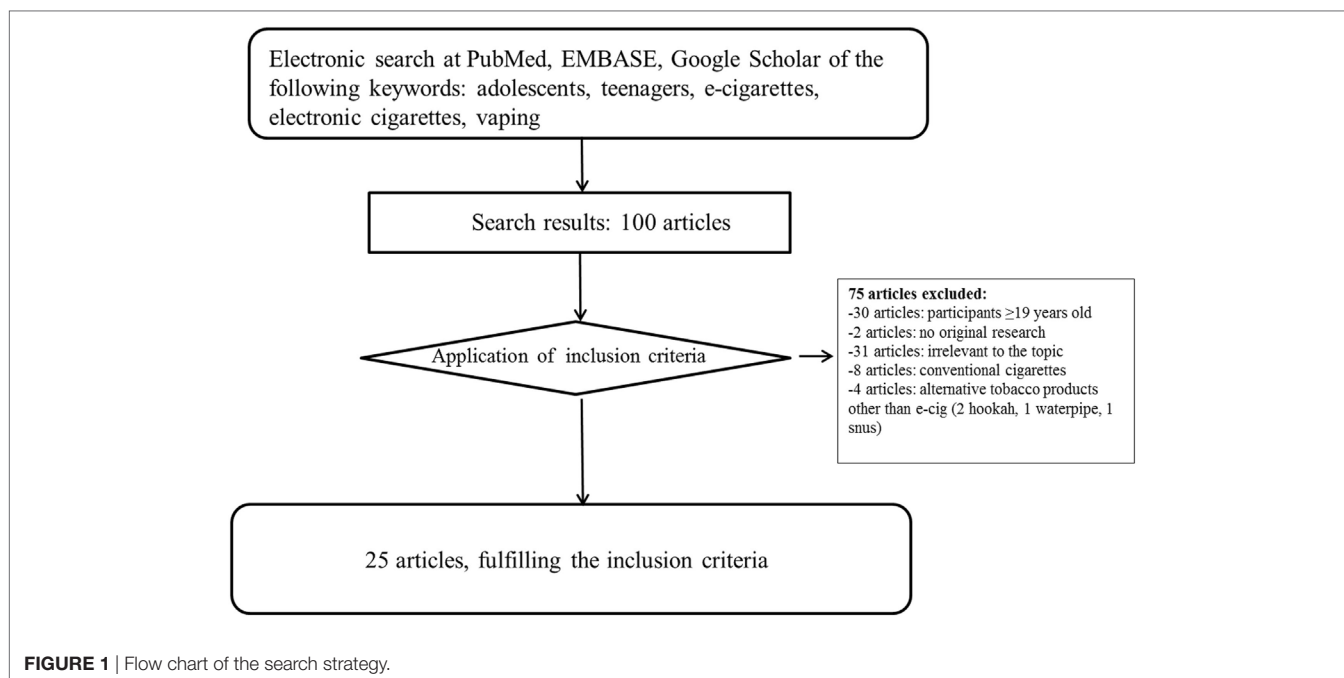 Electronic search at PubMed, EMBASE, Google Scholar of the
following keywords: adolescents, teenagers, e-cigarettes,
electronic cigarettes, vaping
Search results: 100 articles
Application of inclusion criteria
75 articles excluded:
-30 articles: participants ≥19 years old
-2 articles: no original research
-31 articles: irrelevant to the topic
-8 articles: conventional cigarettes
-4 articles: alternative tobacco products
other than e-cig (2 hookah, 1 waterpipe, 1
snus)
25 articles, fulfilling the inclusion criteria
FIGURE 1 | Flow chart of the search strategy.